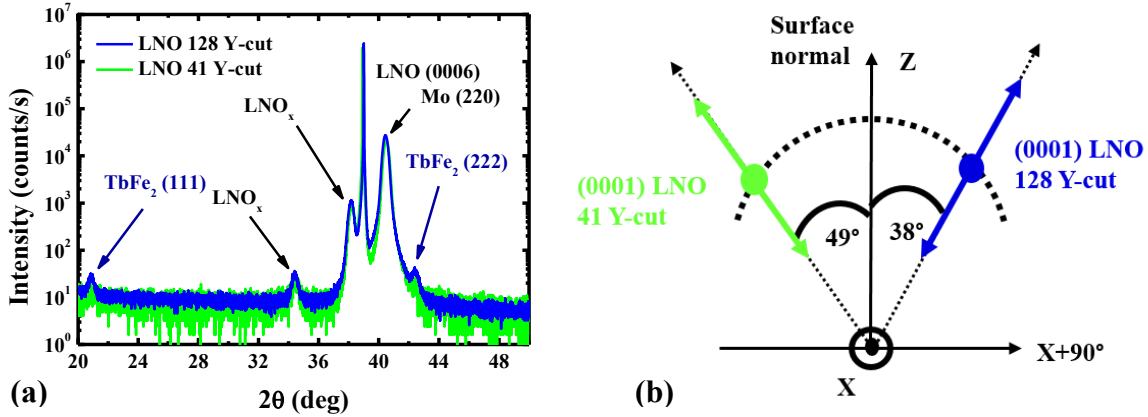 10⁷
10⁶
10⁵
10⁴
10³
10²
10¹
10⁰
Intensity (counts/s)
LNO 128 Y-cut
LNO 41 Y-cut
LNO (0006)
Mo (220)
LNOₓ
TbFe₂ (222)
TbFe₂ (111)
LNOₓ
20 24 28 32 36 40 44 48
2θ (deg)
(a)
Surface
normal
Z
(0001) LNO
41 Y-cut
(0001) LNO
128 Y-cut
49°
38°
X
X+90°
(b)